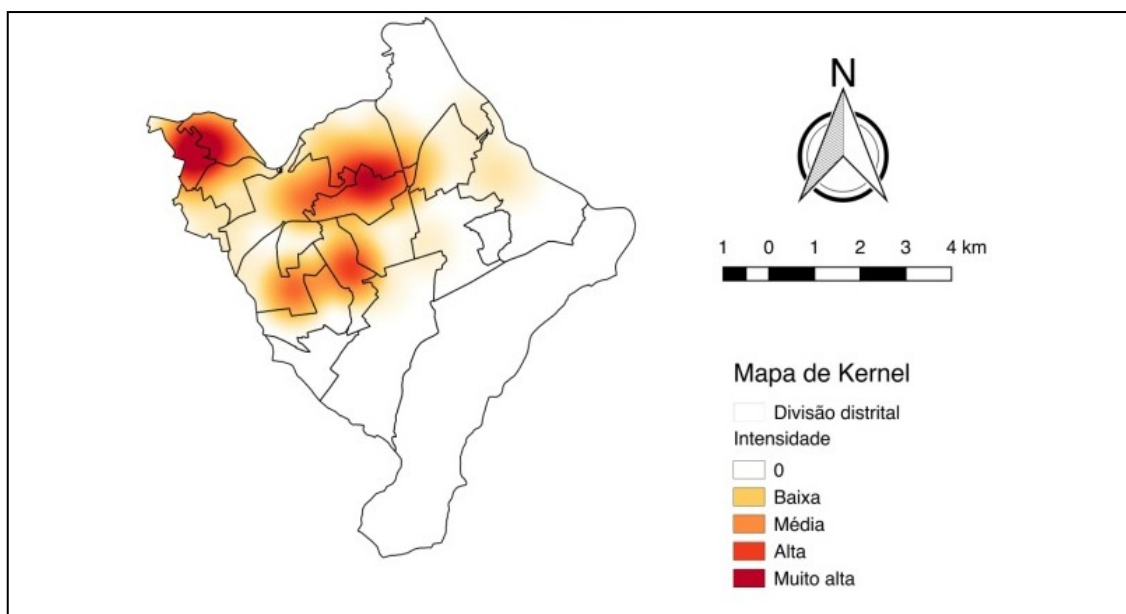 N
1 0 1 2 3 4 km
Mapa de Kernel
Divisão distrital
Intensidade
0
Baixa
Média
Alta
Muito alta